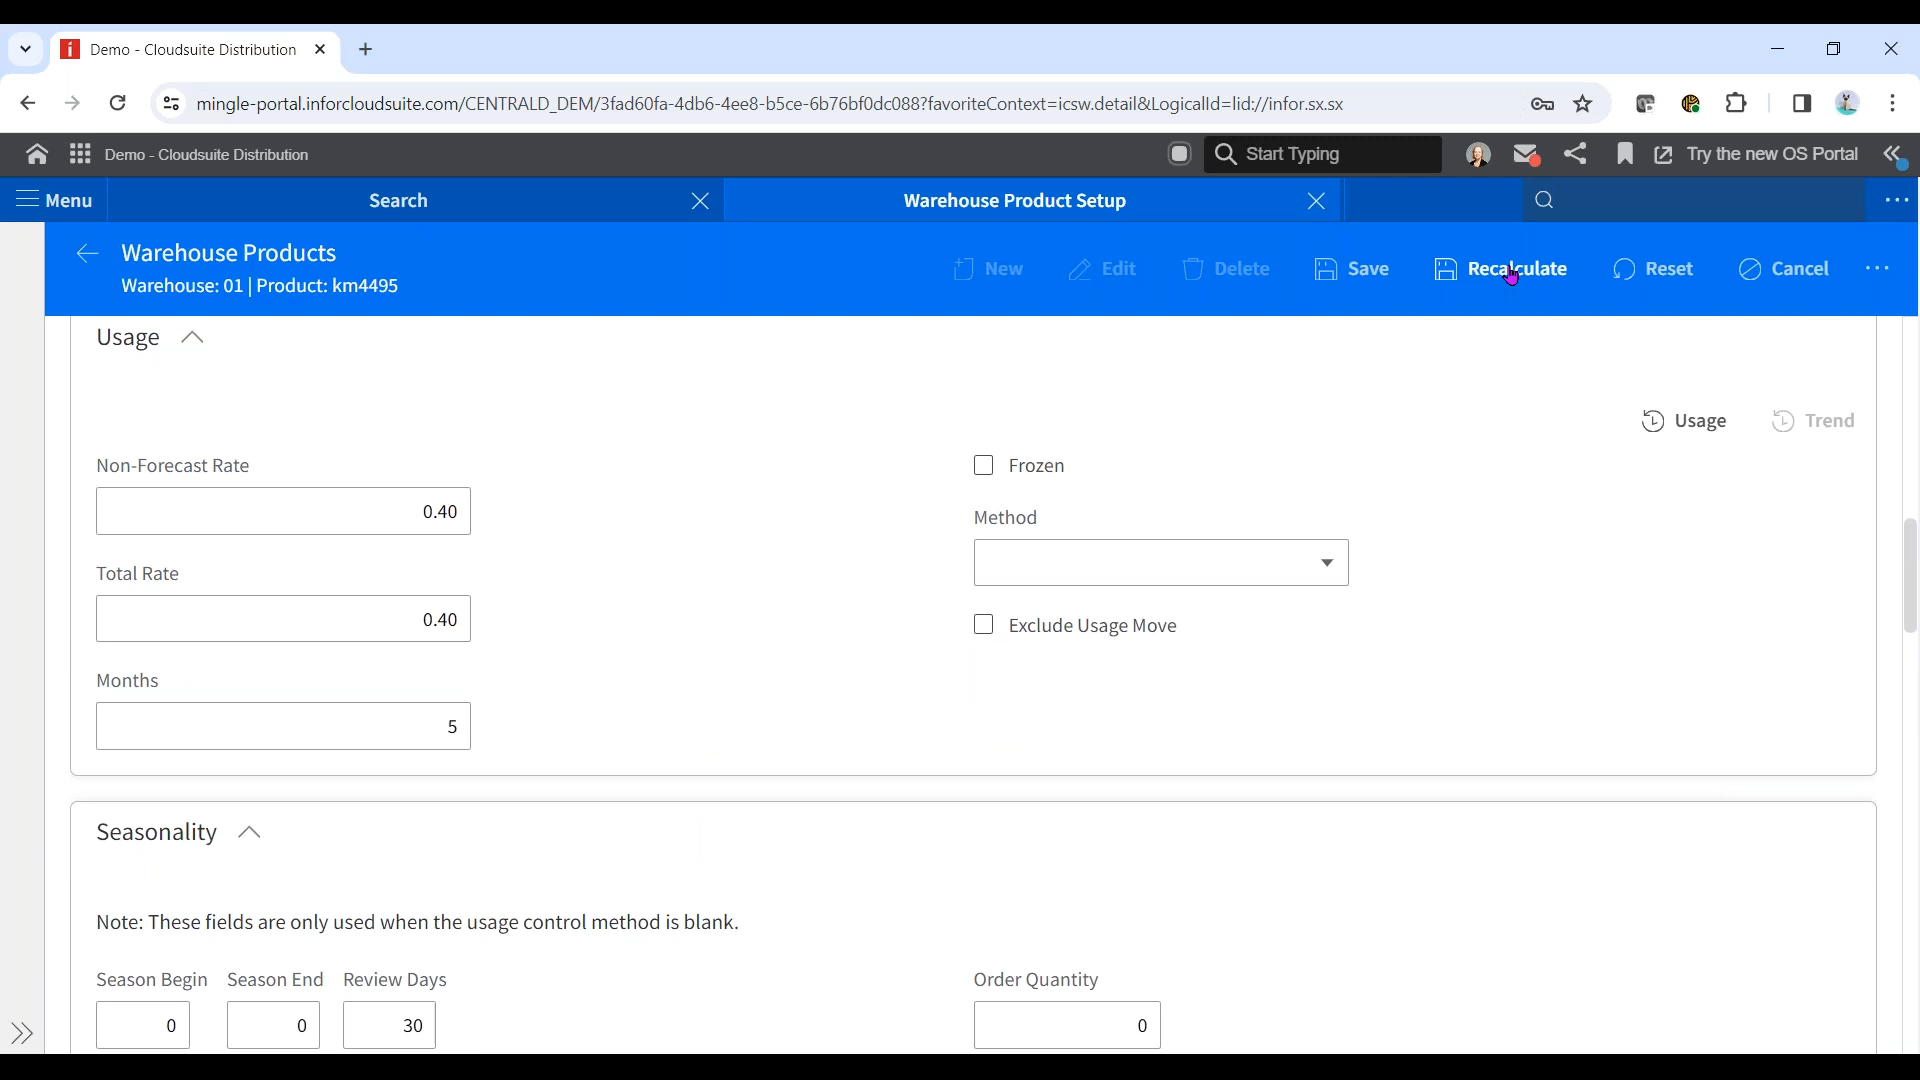 Demo - Cloudsuite Distribution
mingle-portal.inforcloudsuite.com/CENTRALD_DEM/3fad60fa-4db6-4ee8-b5ce-6b76bf0dc088?favoriteContext=icsw.detail&LogicalId=lid://infor.sx.sx
Demo - Cloudsuite Distribution Start Typing Try the new OS Portal
Menu Search Warehouse Product Setup
Warehouse Products
Warehouse: 01 | Product: km4495
New Edit Delete Save Recalculate Reset Cancel
Usage
Usage Trend
Non-Forecast Rate Frozen
0.40
Method
Total Rate
0.40
Exclude Usage Move
Months
5
Seasonality
Note: These fields are only used when the usage control method is blank.
Season Begin Season End Review Days Order Quantity
0 0 30 0